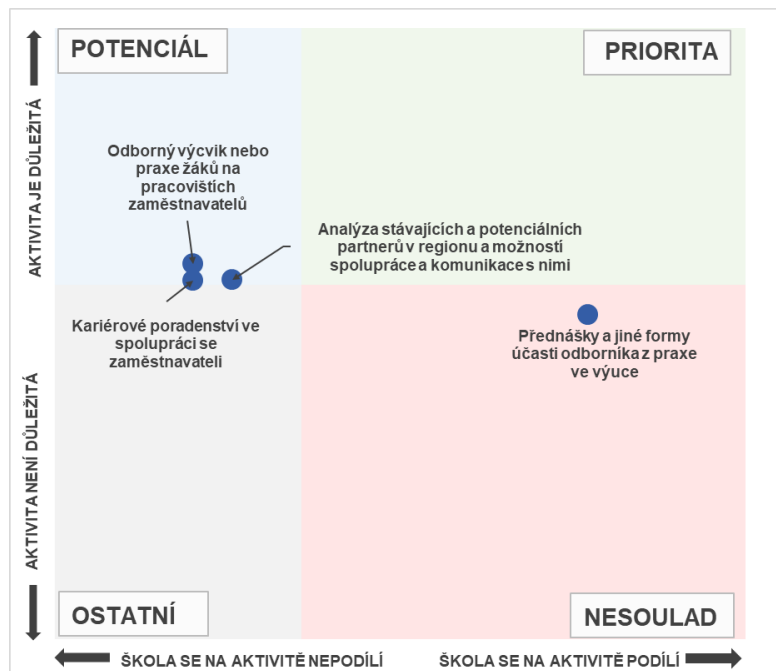 POTENCIÁL
PRIORITA
AKTIVITA JE DŮLEŽITÁ
Odborný výcvik nebo
praxe žáků na
pracovištích
zaměstnavatelů
Analýza stávajících a potenciálních
partnerů v regionu a možností
spolupráce a komunikace s nimi
Kariérové poradenství ve
spolupráci se
zaměstnavateli
Přednášky a jiné formy
účasti odborníka z praxe
ve výuce
AKTIVITA NENÍ DŮLEŽITÁ
OSTATNÍ
NESOULAD
ŠKOLA SE NA AKTIVITĚ NEPODÍLÍ
ŠKOLA SE NA AKTIVITĚ PODÍLÍ